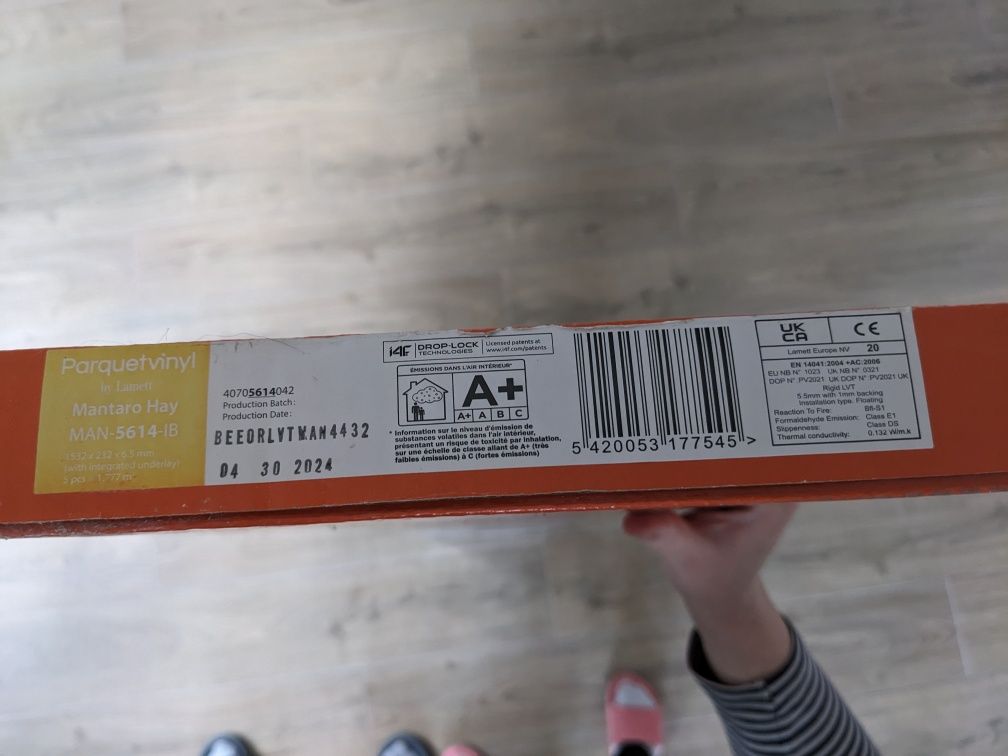 Parquetvinyl
by Lamett
Mantaro Hay
MAN-5614-IB
1532 x 232 x 6.5 mm
(with integrated underlay)
5 pcs = 1.777 m²
40705614042
Production Batch:
Production Date:
BEEORLVTMAN4432
04 30 2024
i4F DROP-LOCK TECHNOLOGIES
Licensed patents at
www.i4f.com/patents
ÉMISSIONS DANS L'AIR INTÉRIEUR*
A+
A+ A B C
* Information sur le niveau d'émission de
substances volatiles dans l'air intérieur,
présentant un risque de toxicité par inhalation,
sur une échelle de classe allant de A+ (très
faibles émissions) à C (fortes émissions)
5 420053 177545 >
UK
CA
CE
Lamett Europe NV 20
EN 14041:2004 +AC:2006
EU NB N° 1023 UK NB N° 0321
DOP N° PV2021 UK DOP N° PV2021 UK
Rigid LVT
5.5mm with 1mm backing
Installation type: Floating
Reaction To Fire: Bfl-S1
Formaldehyde Emission: Class E1
Slipperness: Class DS
Thermal conductivity: 0.132 W/m.k